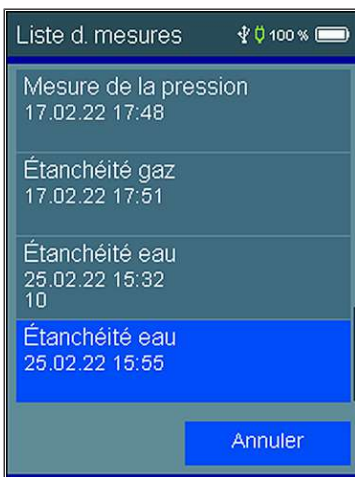 Liste d. mesures 100 %
Mesure de la pression
17.02.22 17:48
Étanchéité gaz
17.02.22 17:51
Étanchéité eau
25.02.22 15:32
10
Étanchéité eau
25.02.22 15:55
Annuler